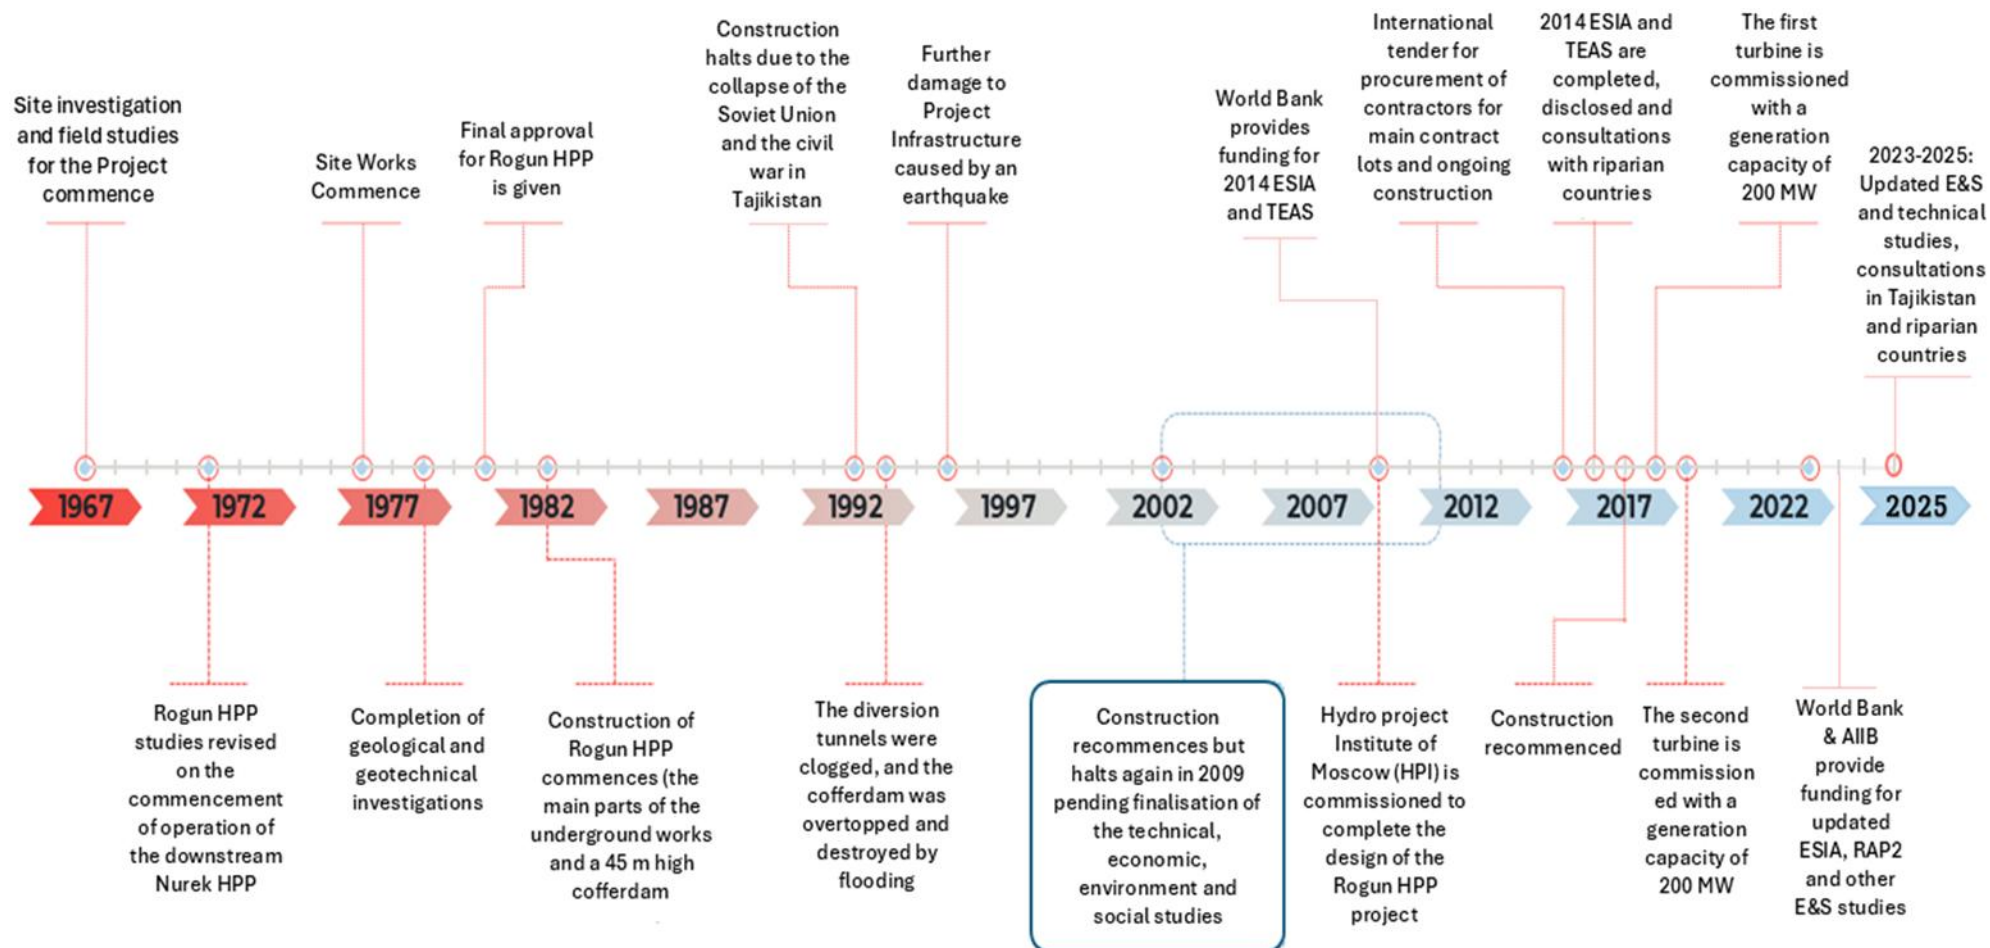 Site investigation
and field studies
for the Project
commence
Site Works
Commence
Final approval
for Rogun HPP
is given
Construction
halts due to the
collapse of the
Soviet Union
and the civil
war in
Tajikistan
Further
damage to
Project
Infrastructure
caused by an
earthquake
World Bank
provides
funding for
2014 ESIA
and TEAS
International
tender for
procurement of
contractors for
main contract
lots and ongoing
construction
2014 ESIA and
TEAS are
completed,
disclosed and
consultations
with riparian
countries
The first
turbine is
commissioned
with a
generation
capacity of
200 MW
2023-2025:
Updated E&S
and technical
studies,
consultations
in Tajikistan
and riparian
countries
1967
1972
1977
1982
1987
1992
1997
2002
2007
2012
2017
2022
2025
Rogun HPP
studies revised
on the
commencement
of operation of
the downstream
Nurek HPP
Completion of
geological and
geotechnical
investigations
Construction of
Rogun HPP
commences (the
main parts of the
underground works
and a 45 m high
cofferdam
The diversion
tunnels were
clogged, and the
cofferdam was
overtopped and
destroyed by
flooding
Construction
recommences but
halts again in 2009
pending finalisation of
the technical,
economic,
environment and
social studies
Hydro project
Institute of
Moscow (HPI) is
commissioned to
complete the
design of the
Rogun HPP
project
Construction
recommenced
The second
turbine is
commission
ed with a
generation
capacity of
200 MW
World Bank
& AIIB
provide
funding for
updated
ESIA, RAP2
and other
E&S studies